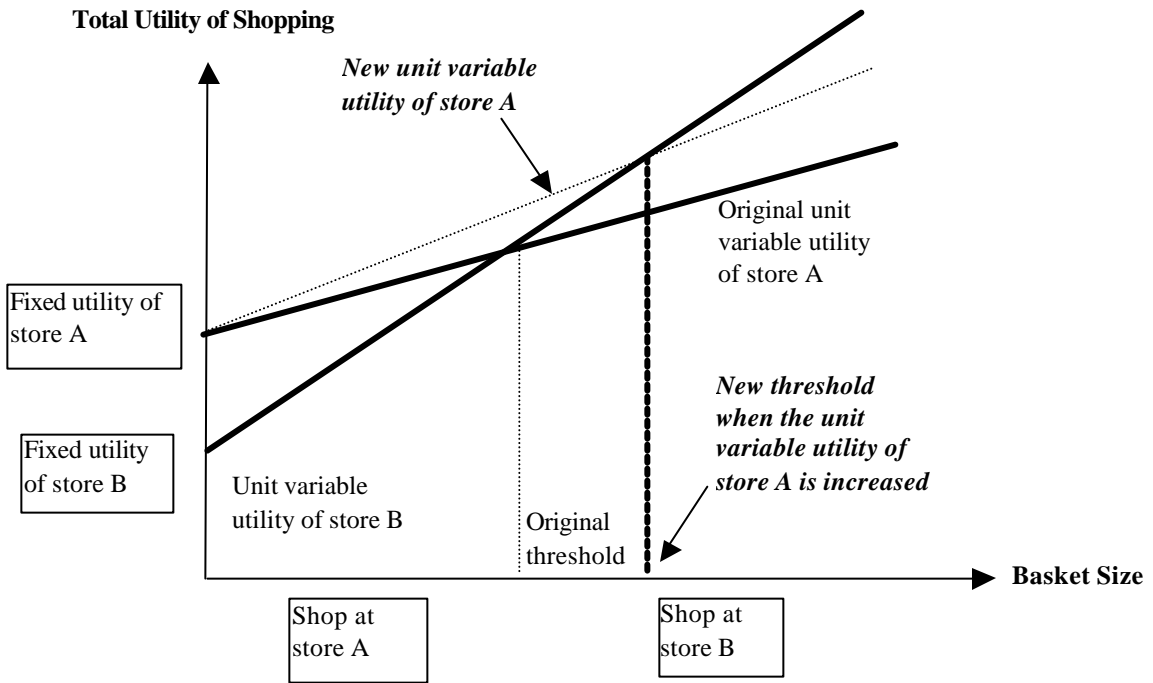 Total Utility of Shopping
New unit variable
utility of store A
Original unit
variable utility
of store A
Fixed utility of
store A
New threshold
when the unit
variable utility of
store A is increased
Fixed utility
of store B
Unit variable
utility of store B
Original
threshold
Basket Size
Shop at
store A
Shop at
store B